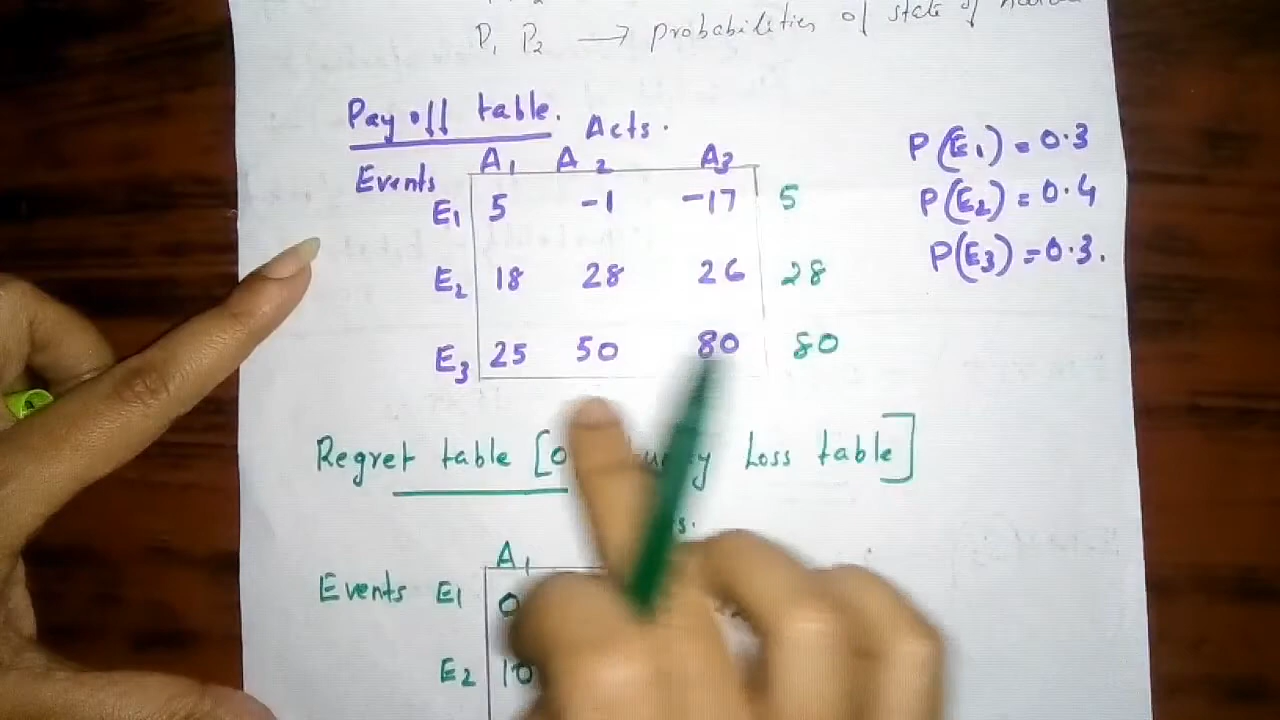 P₁ P₂ → probabilities of state of
Pay off table. Acts.
Events A₁ A₂ A₃
E₁ 5 -1 -17 5
E₂ 18 28 26 28
E₃ 25 50 80 80
P(E₁) = 0.3
P(E₂) = 0.4
P(E₃) = 0.3.
Regret table [ Loss table]
A₁
Events E₁ 0
E₂ 10